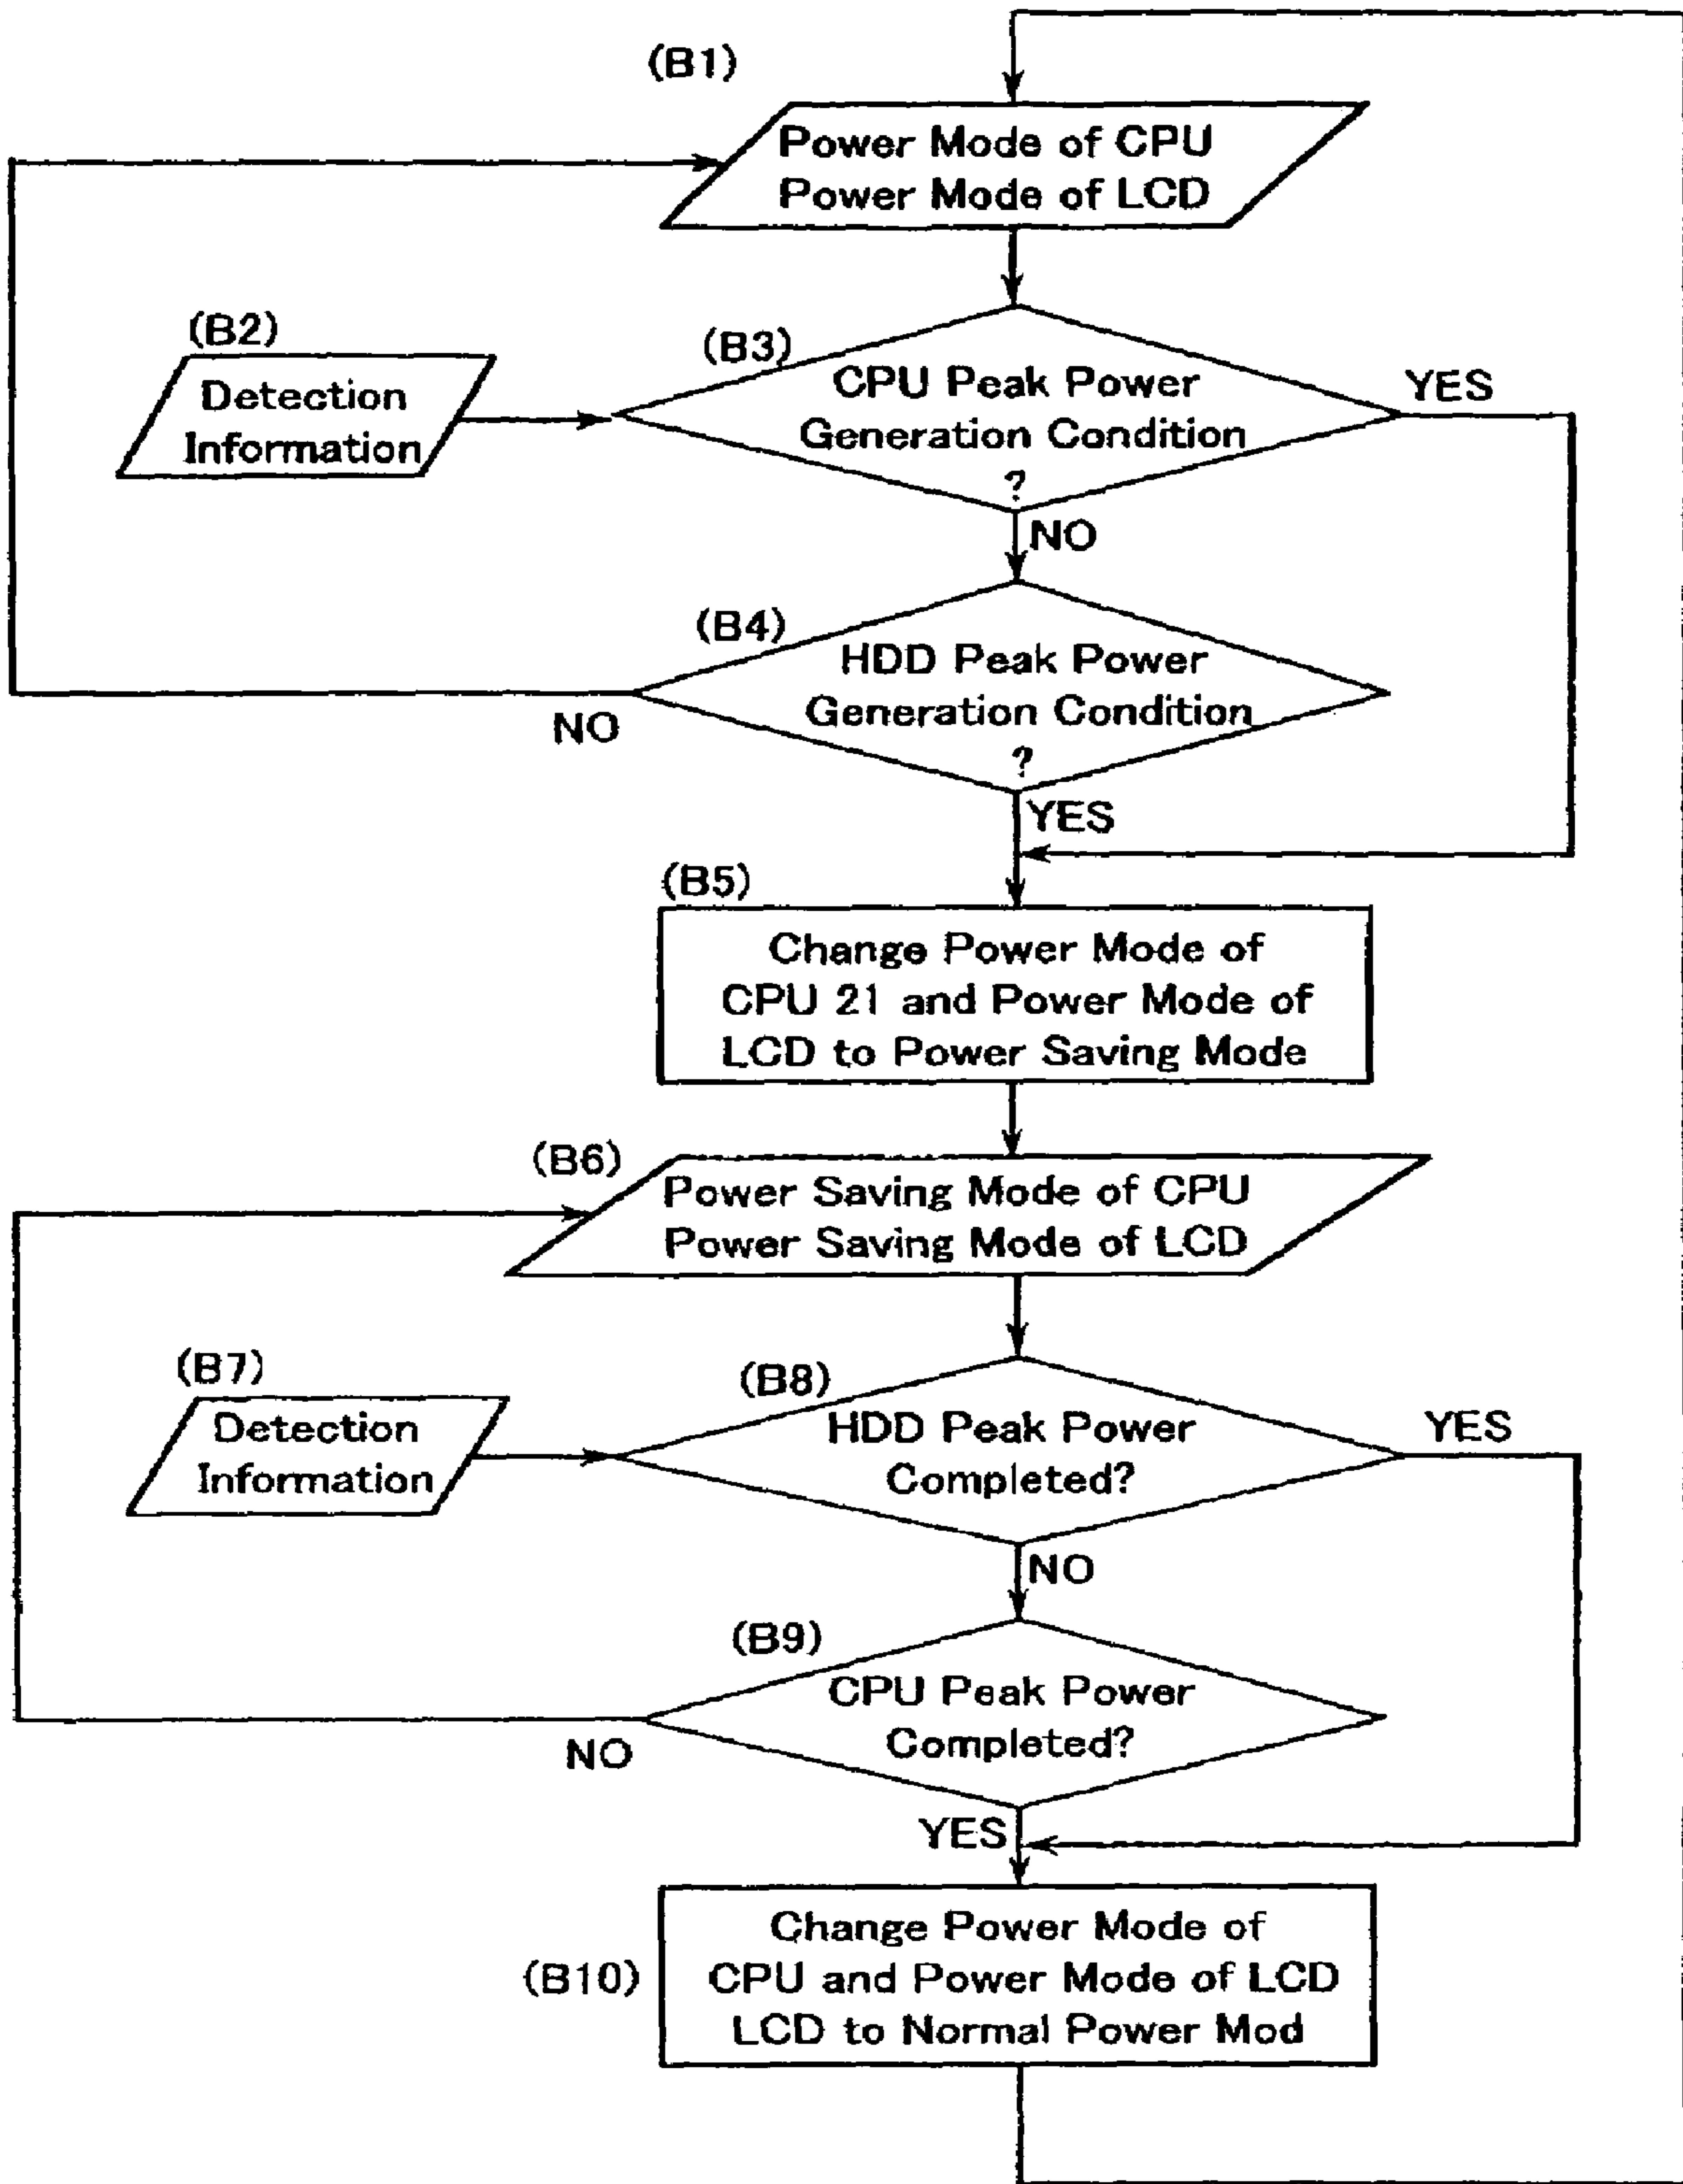 (B1)
Power Mode of CPU
Power Mode of LCD
(B2)
Detection
Information
(B3)
CPU Peak Power
Generation Condition
?
YES
NO
(B4)
HDD Peak Power
Generation Condition
?
NO
YES
(B5)
Change Power Mode of
CPU 21 and Power Mode of
LCD to Power Saving Mode
(B6)
Power Saving Mode of CPU
Power Saving Mode of LCD
(B7)
Detection
Information
(B8)
HDD Peak Power
Completed?
YES
NO
(B9)
CPU Peak Power
Completed?
NO
YES
(B10)
Change Power Mode of
CPU and Power Mode of LCD
LCD to Normal Power Mod